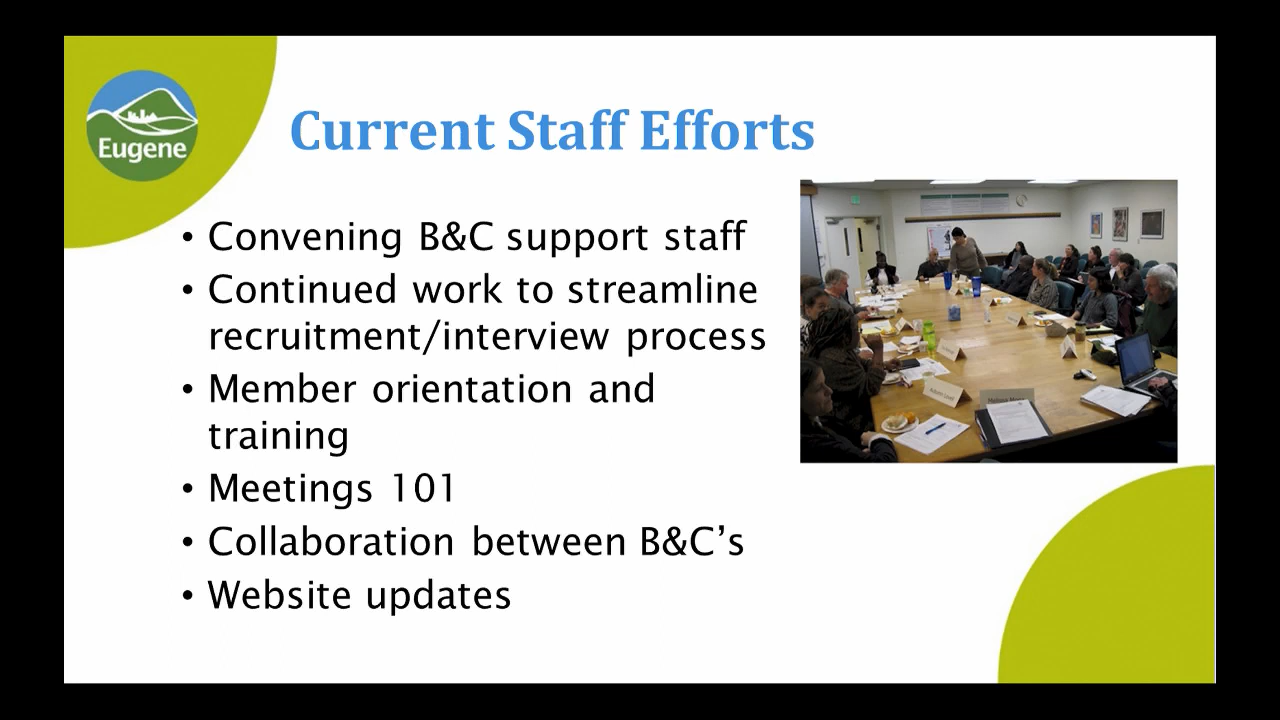 Eugene
Current Staff Efforts
• Convening B&C support staff
• Continued work to streamline
recruitment/interview process
• Member orientation and
training
• Meetings 101
• Collaboration between B&C’s
• Website updates